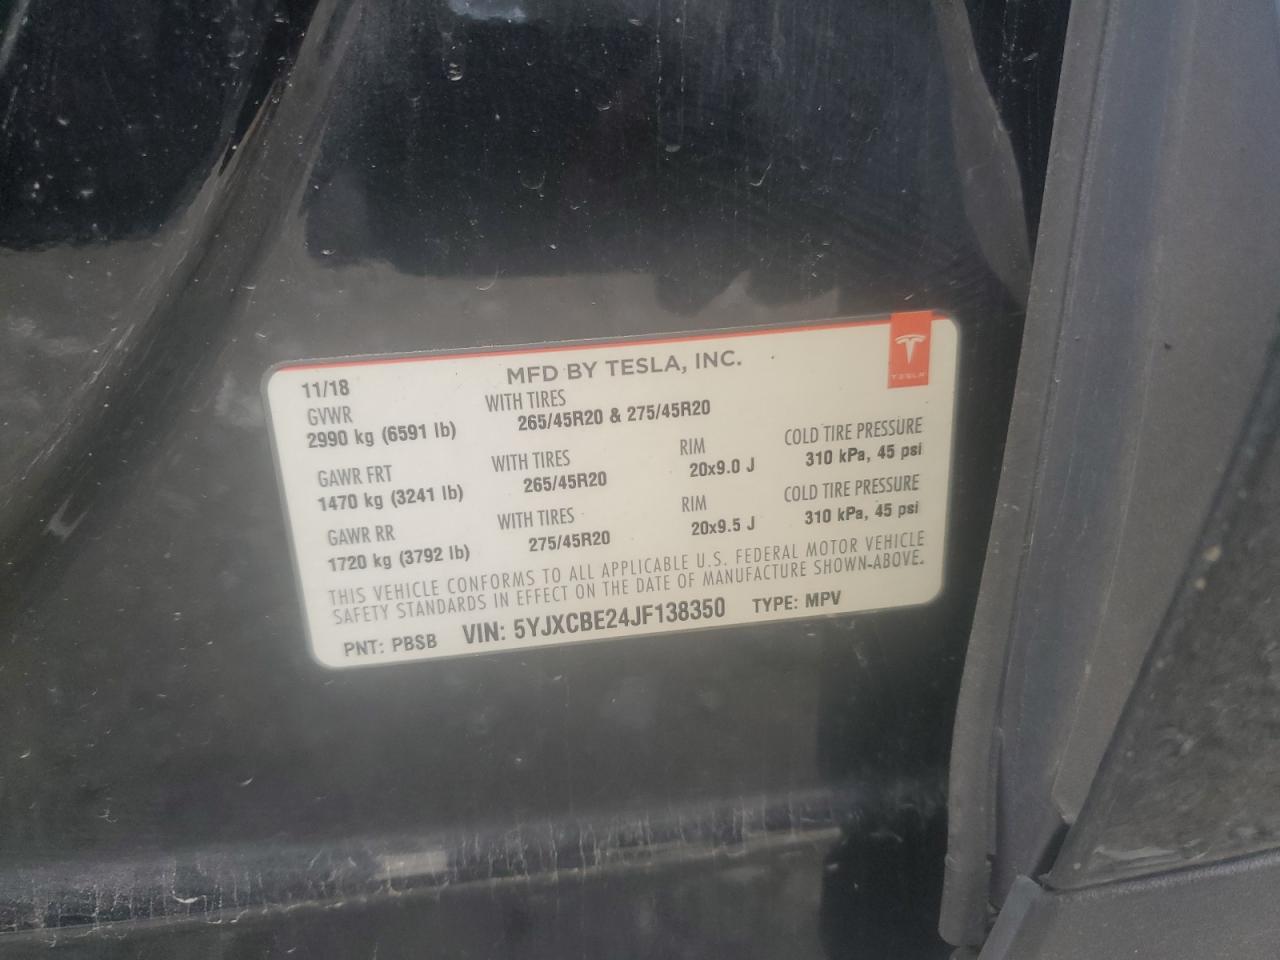 MFD BY TESLA, INC.
TESLA
11/18
GVWR
2990 kg (6591 lb)
WITH TIRES
265/45R20 & 275/45R20
GAWR FRT
1470 kg (3241 lb)
WITH TIRES
265/45R20
RIM
20x9.0 J
COLD TIRE PRESSURE
310 kPa, 45 psi
GAWR RR
1720 kg (3792 lb)
WITH TIRES
275/45R20
RIM
20x9.5 J
COLD TIRE PRESSURE
310 kPa, 45 psi
THIS VEHICLE CONFORMS TO ALL APPLICABLE U.S. FEDERAL MOTOR VEHICLE
SAFETY STANDARDS IN EFFECT ON THE DATE OF MANUFACTURE SHOWN-ABOVE.
PNT: PBSB VIN: 5YJXCBE24JF138350 TYPE: MPV